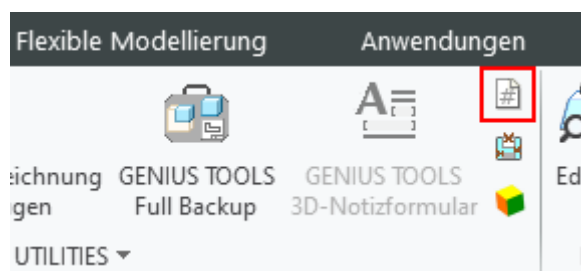 Flexible Modellierung Anwendungen
eichnung GENIUS TOOLS GENIUS TOOLS Ed
gen Full Backup 3D-Notizformular
UTILITIES